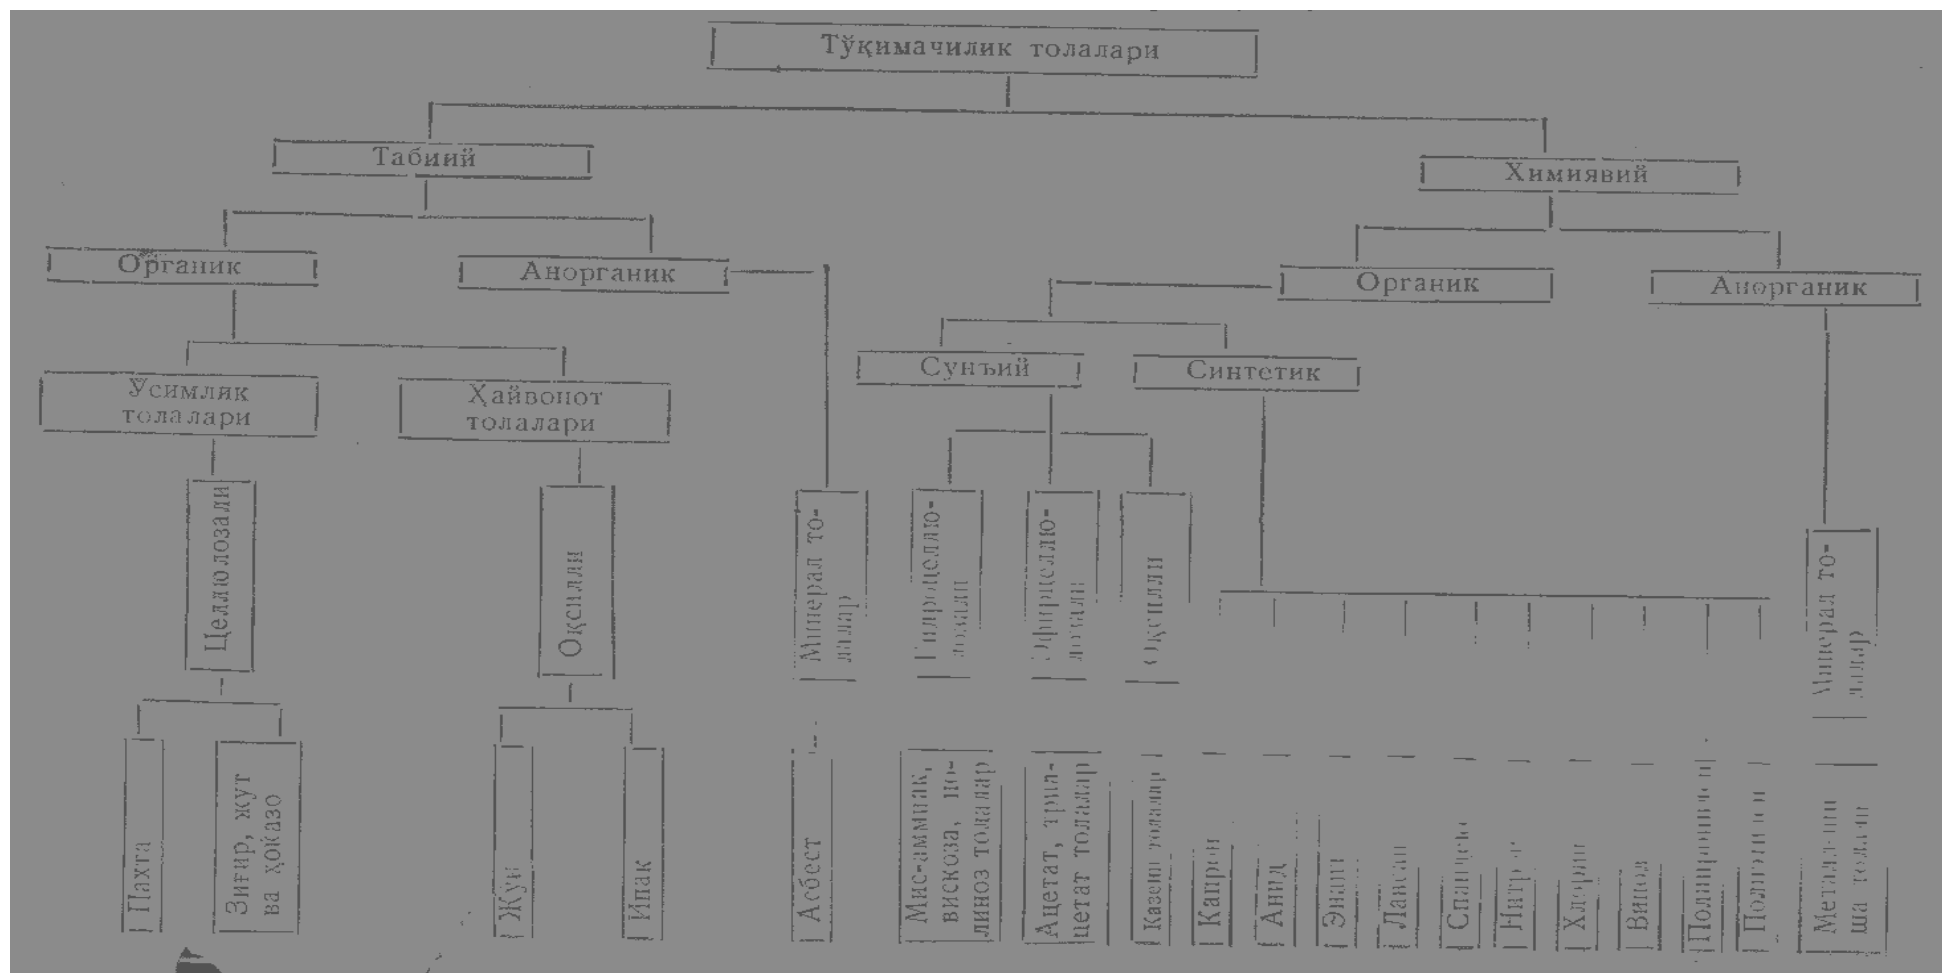 Тўқимачилик толалари
Табиий
Химиявий
Органик
Анорганик
Органик
Анорганик
Сунъий
Синтетик
Ўсимлик
толалари
Ҳайвонот
толалари
Целлюлозали
Оқсилли
Минерал то-
лалар
Гидроцеллю-
лозали
Эфирцеллю-
лозали
Оқсилли
Минерал то-
лалар
Пахта
Зиғир, жут
ва ҳоказо
Жун
Ипак
Асбест
Мис-аммиак,
вискоза, по-
линоз толалар
Ацетат, триа-
цетат толалар
Казеин толалар
Капрон
Анид
Энант
Лавсан
Хлорин
Винол
Полипропилен
Металл
ша толалар